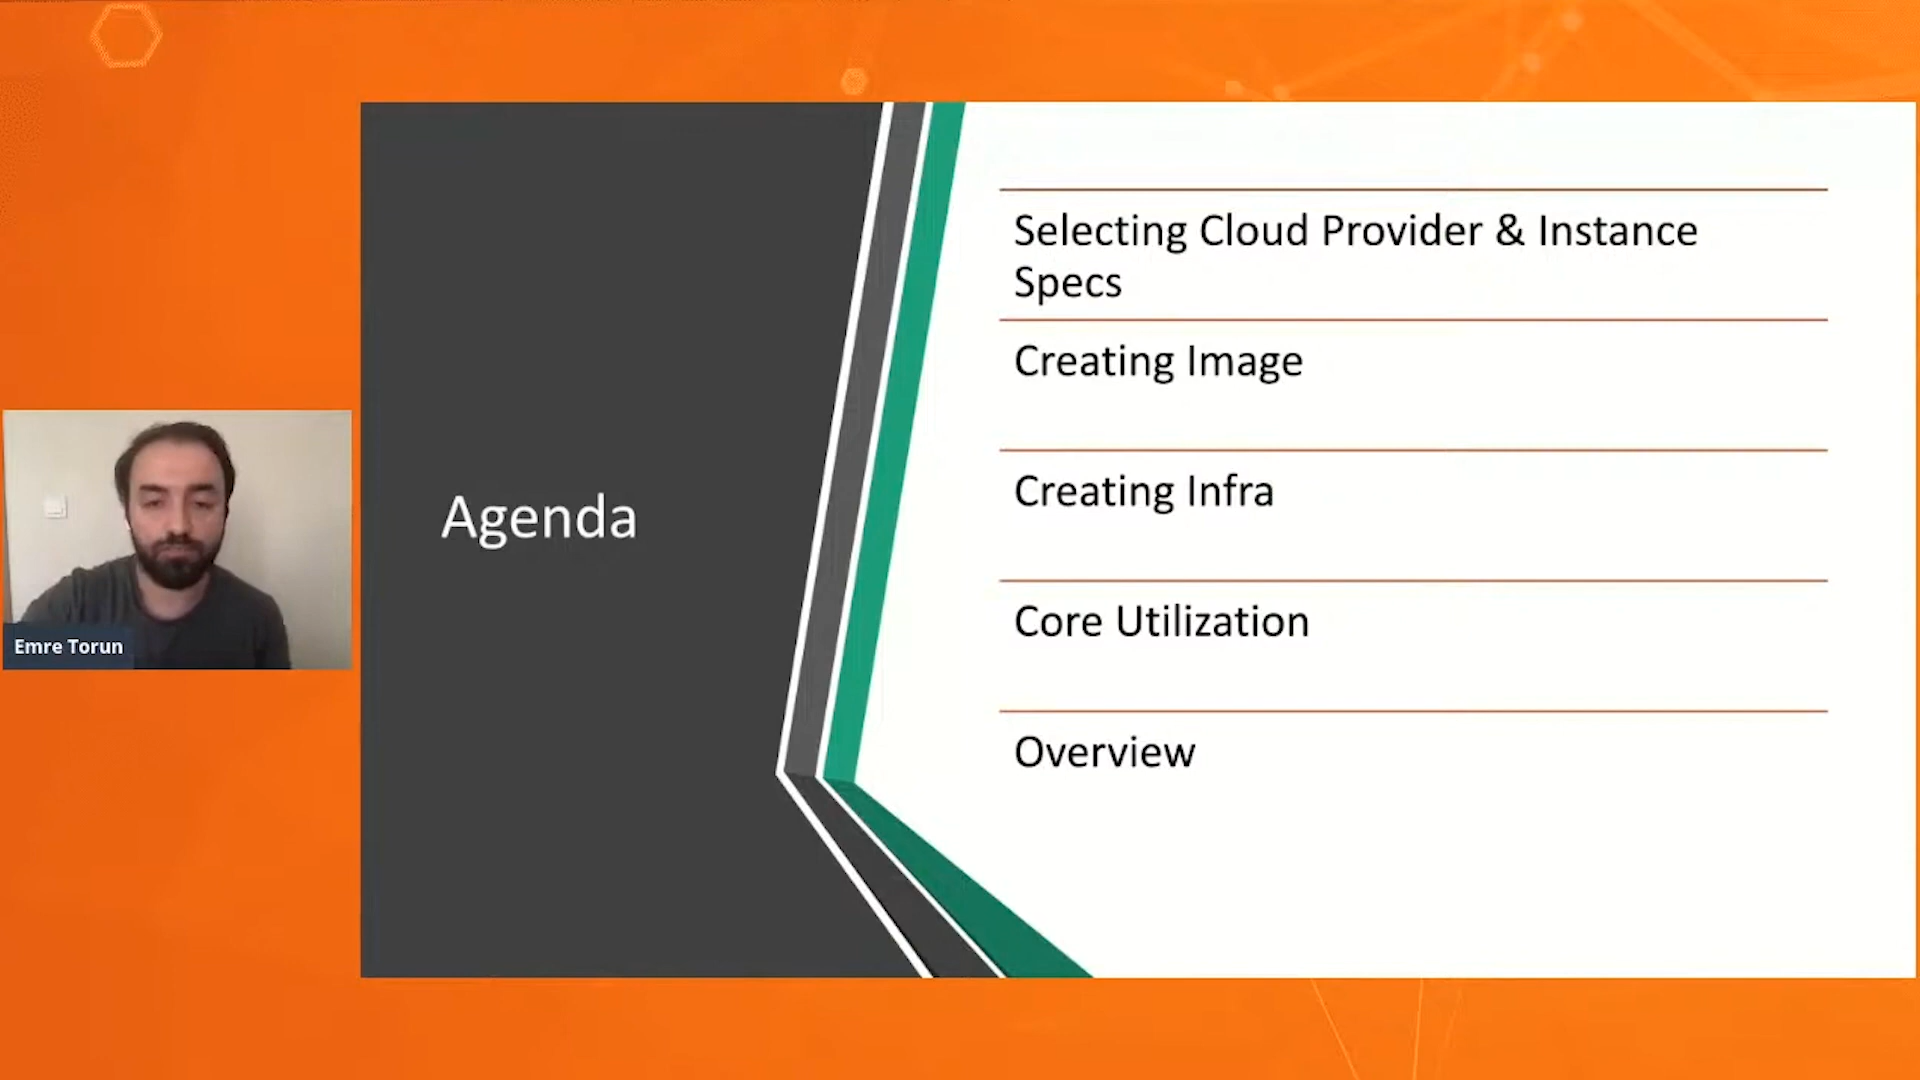 Agenda
Selecting Cloud Provider & Instance
Specs
Creating Image
Creating Infra
Core Utilization
Overview
Emre Torun